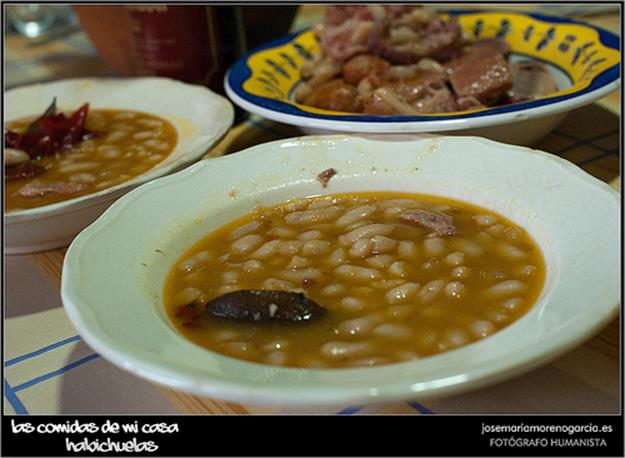 las comidas de mi casa
habichuelas
josemariamorenogarcia.es
FOTÓGRAFO HUMANISTA